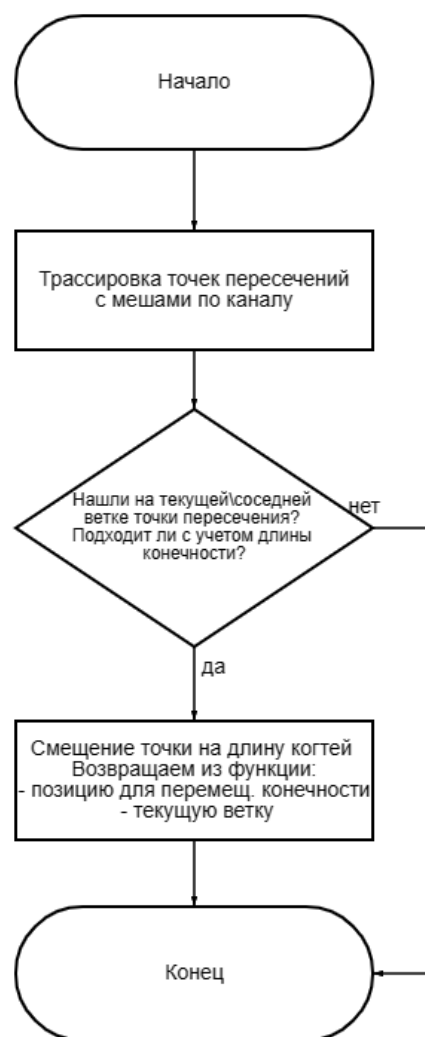 Начало
Трассировка точек пересечений
с мешами по каналу
Нашли на текущей\соседней
ветке точки пересечения?
Подходит ли с учетом длины
конечности?
нет
да
Смещение точки на длину когтей
Возвращаем из функции:
- позицию для перемещ. конечности
- текущую ветку
Конец